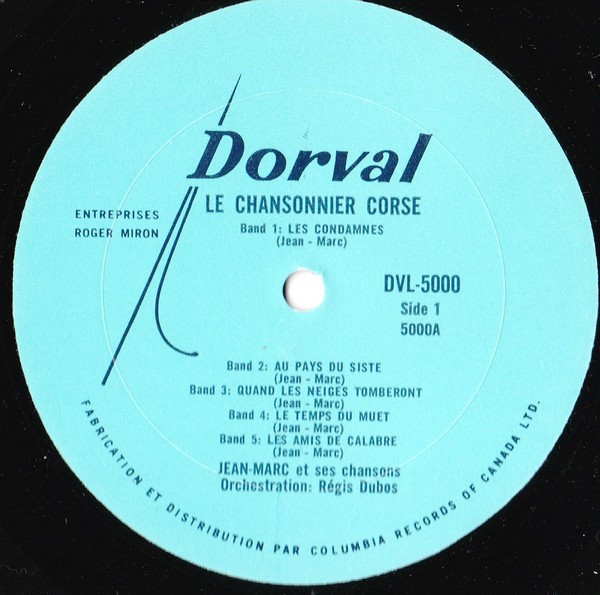 Dorval
LE CHANSONNIER CORSE
ENTREPRISES
ROGER MIRON
Band 1: LES CONDAMNES
(Jean - Marc)
DVL-5000
Side 1
5000A
Band 2: AU PAYS DU SISTE
(Jean - Marc)
Band 3: QUAND LES NEIGES TOMBERONT
(Jean - Marc)
Band 4: LE TEMPS DU MUET
(Jean - Marc)
Band 5: LES AMIS DE CALABRE
(Jean - Marc)
JEAN-MARC et ses chansons
Orchestration: Régis Dubos
FABRICATION ET DISTRIBUTION PAR COLUMBIA RECORDS OF CANADA LTD.